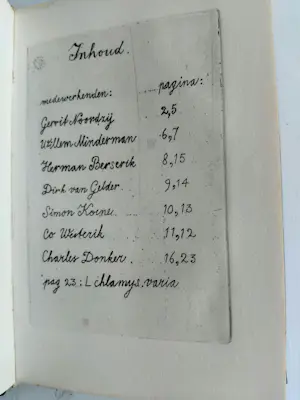 Inhoud.
medewerkenden: .... pagina:
Gerrit Noordzij 2,5
Willem Minderman 6,7
Herman Berserik 8,15
Dirk van Gelder.. 9,14
Simon Koene.. 10,13
Co Westerik 11,12
Charles Donker . 16,23
pag 23: L chlamys.varia